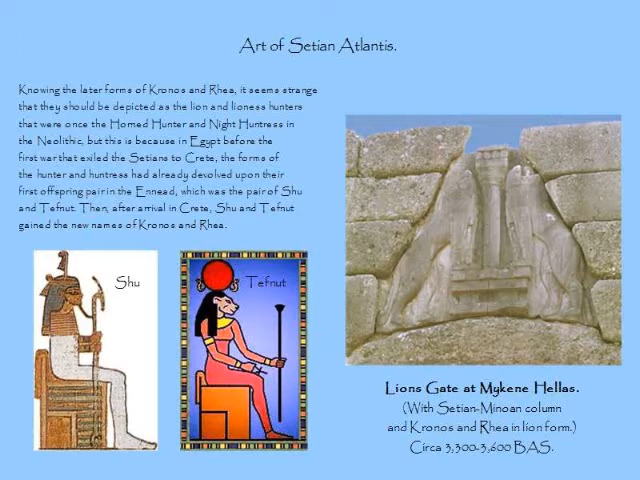 Art of Setian Atlantis.
Knowing the later forms of Kronos and Rhea, it seems strange
that they should be depicted as the lion and lioness hunters
that were once the Horned Hunter and Night Huntress in
the Neolithic, but this is because in Egypt before the
first war that exiled the Setians to Crete, the forms of
the hunter and huntress had already devolved upon their
first offspring pair in the Ennead, which was the pair of Shu
and Tefnut. Then, after arrival in Crete, Shu and Tefnut
gained the new names of Kronos and Rhea.
Shu
Tefnut
Lions Gate at Mykene Hellas.
(With Setian-Minoan column
and Kronos and Rhea in lion form.)
Circa 3,300-3,600 BAS.